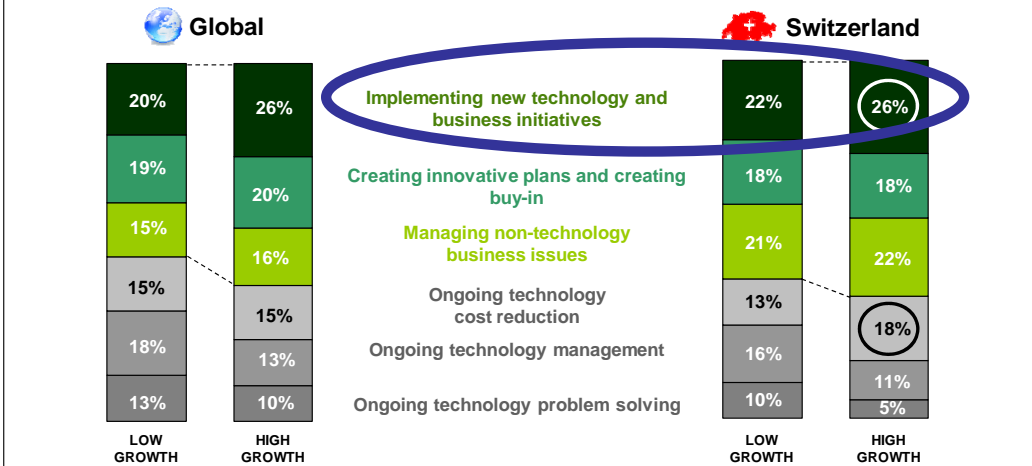 Global
Switzerland
20%
26%
Implementing new technology and
business initiatives
22%
26%
19%
20%
Creating innovative plans and creating
buy-in
18%
18%
15%
16%
Managing non-technology
business issues
21%
22%
15%
15%
Ongoing technology
cost reduction
13%
18%
18%
13%
Ongoing technology management
16%
11%
13%
10%
Ongoing technology problem solving
10%
5%
LOW
GROWTH
HIGH
GROWTH
LOW
GROWTH
HIGH
GROWTH